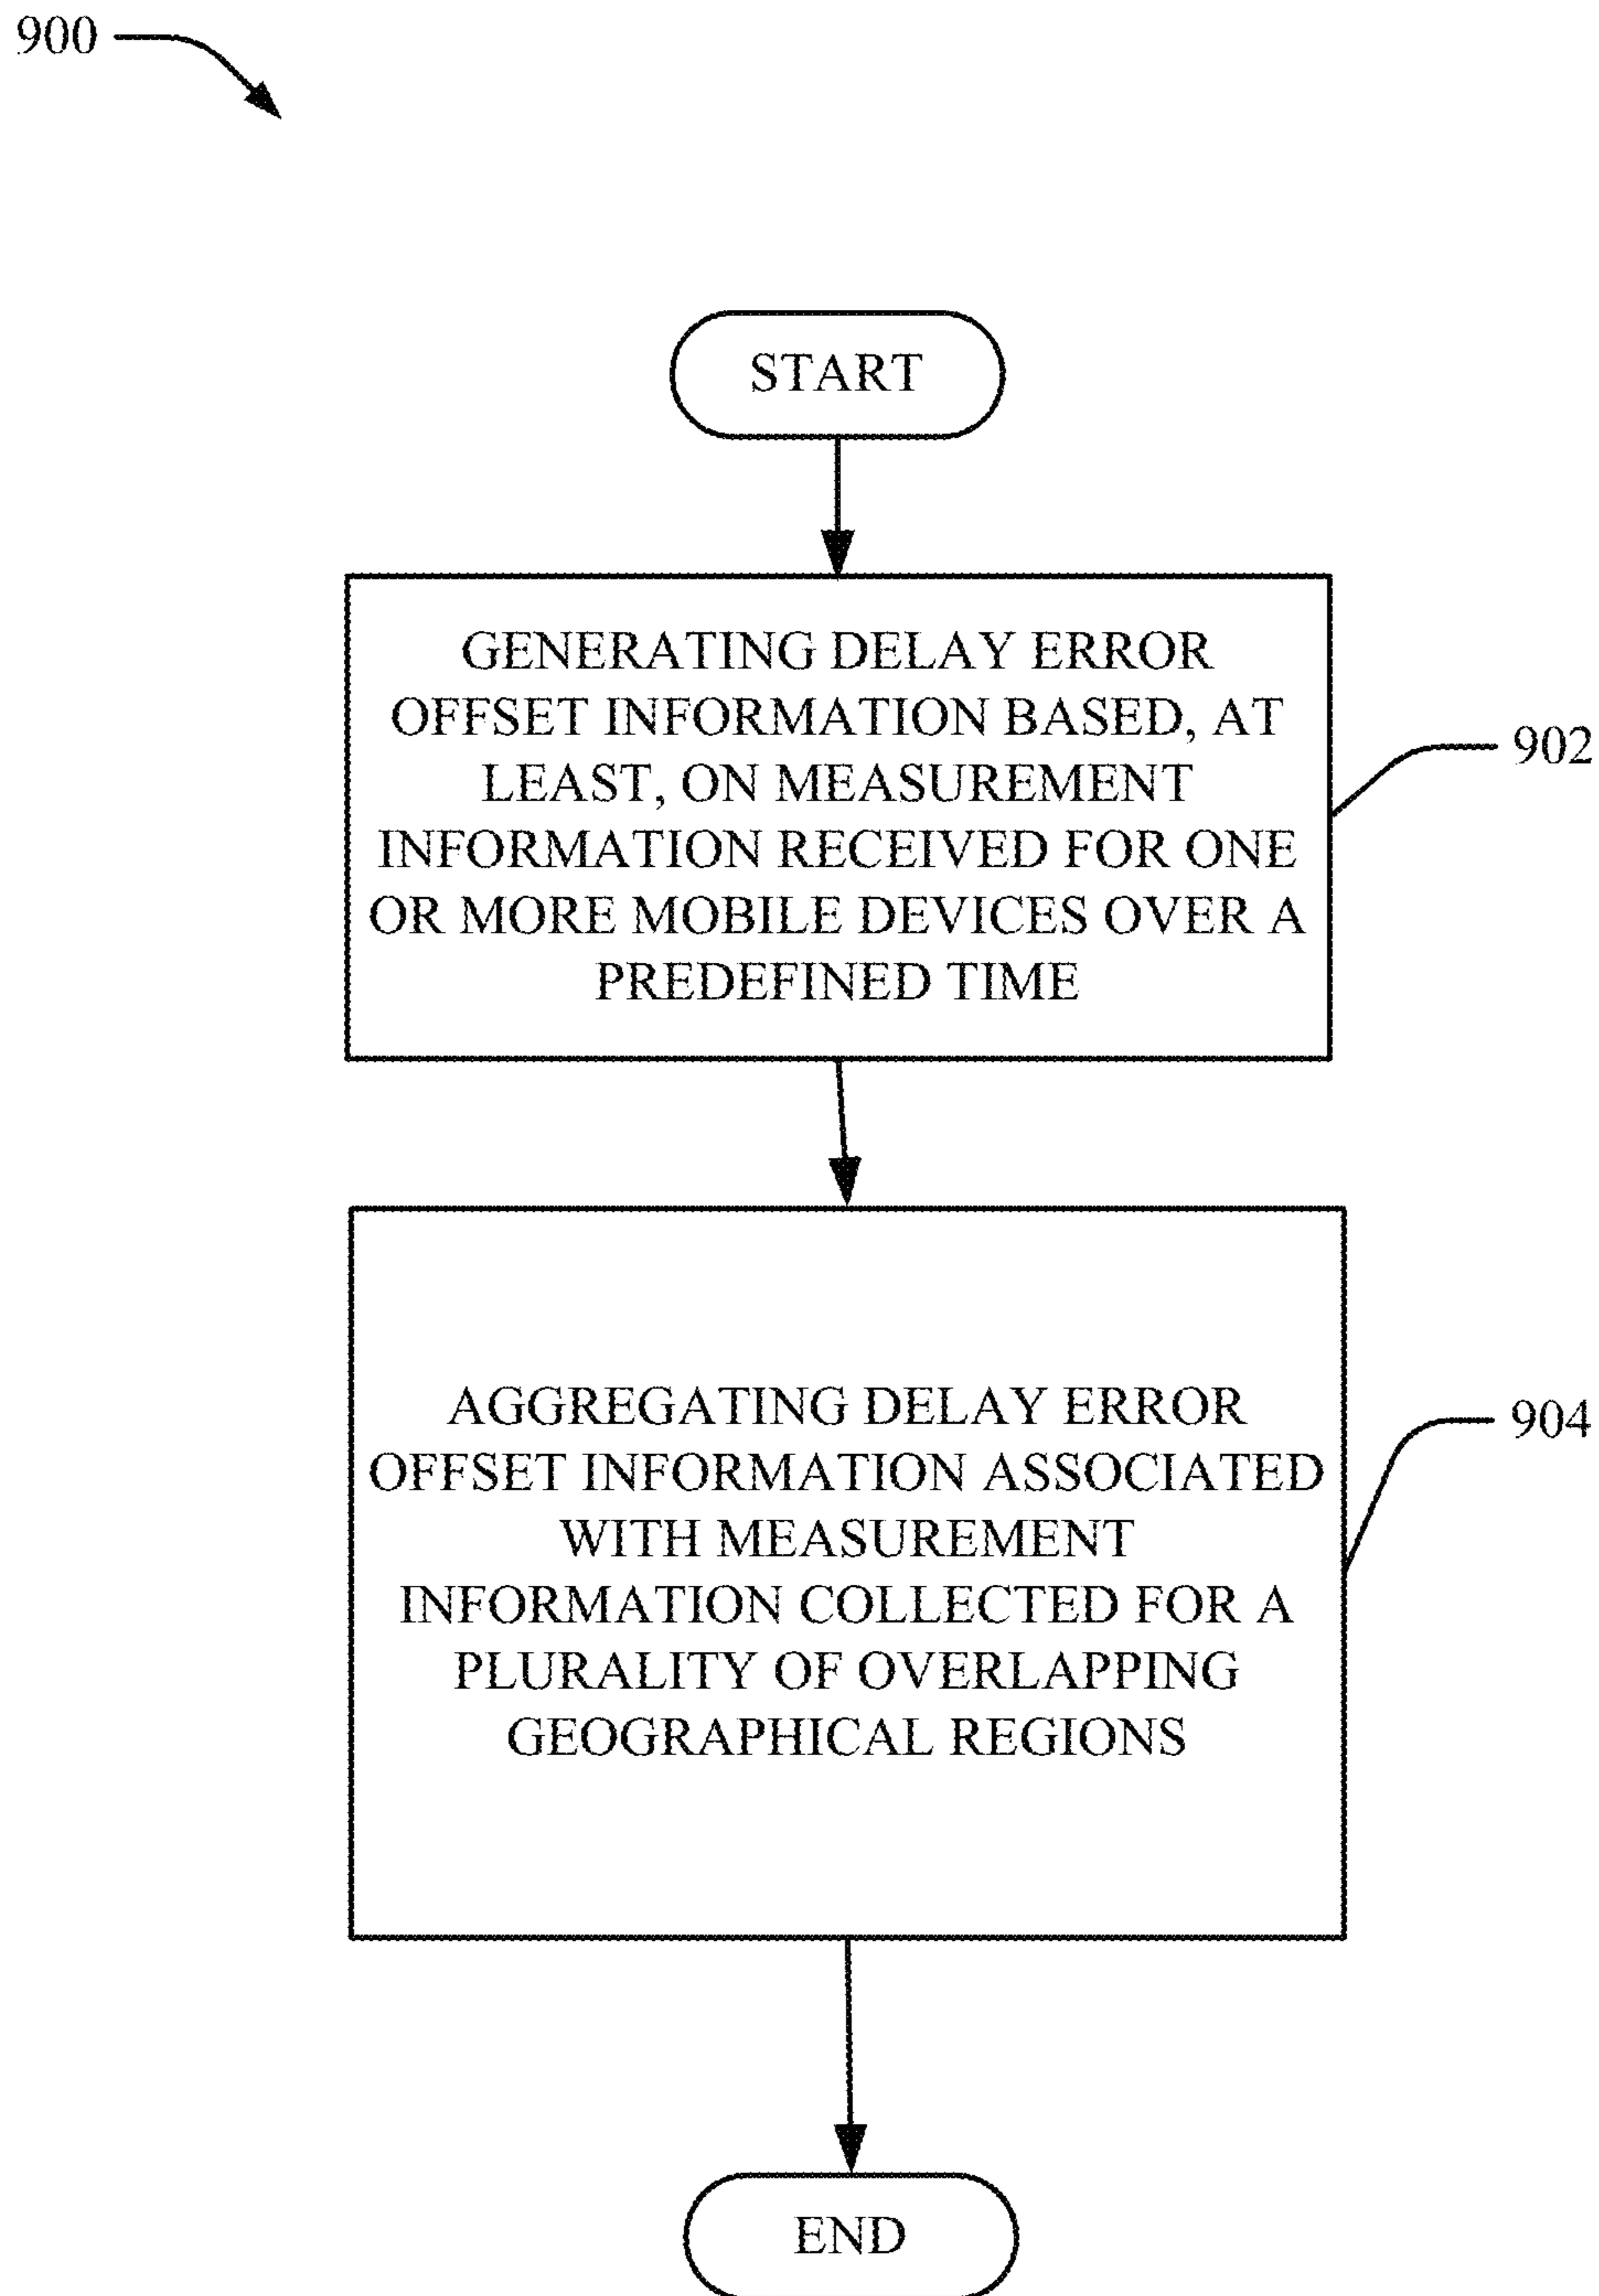 900
START
GENERATING DELAY ERROR
OFFSET INFORMATION BASED, AT
LEAST, ON MEASUREMENT
INFORMATION RECEIVED FOR ONE
OR MORE MOBILE DEVICES OVER A
PREDEFINED TIME
902
AGGREGATING DELAY ERROR
OFFSET INFORMATION ASSOCIATED
WITH MEASUREMENT
INFORMATION COLLECTED FOR A
PLURALITY OF OVERLAPPING
GEOGRAPHICAL REGIONS
904
END